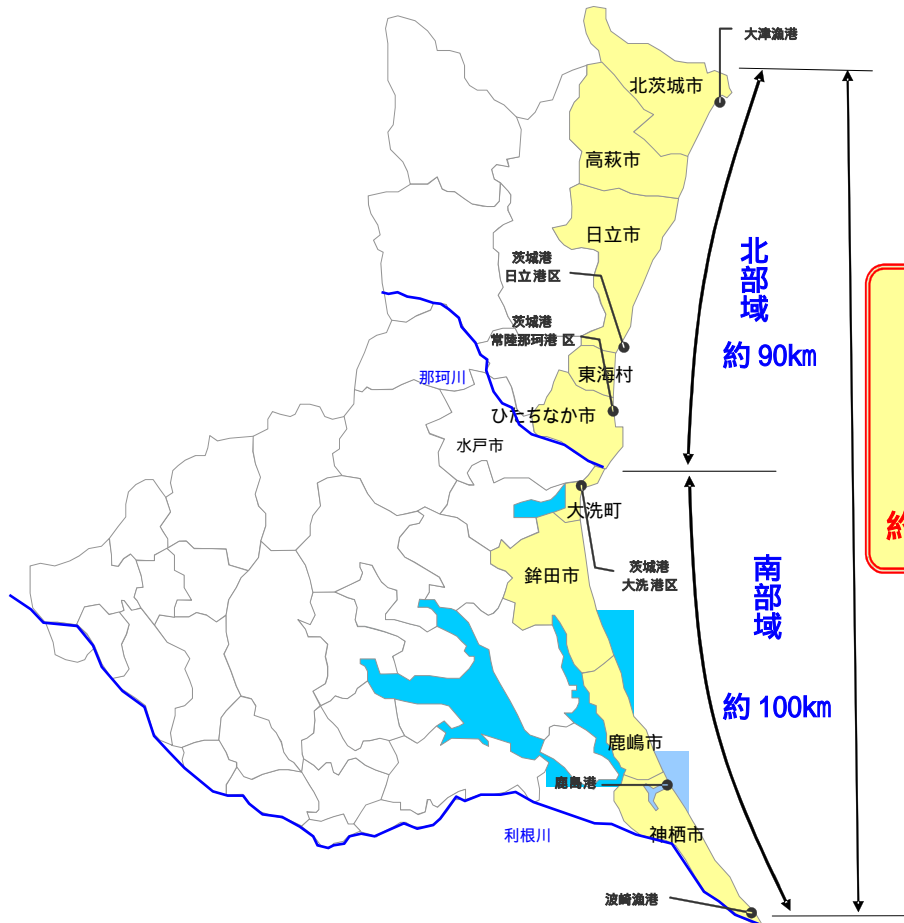 大津漁港
北茨城市
高萩市
日立市
茨城港
日立港区
北部域
約 90km
茨城港
常陸那珂港 区
東海村
那珂川
ひたちなか市
水戸市
大洗町
茨城港
大洗 港区
鉾田市
南部域
約
約 100km
鹿嶋市
鹿島港
神栖市
利根川
波崎漁港